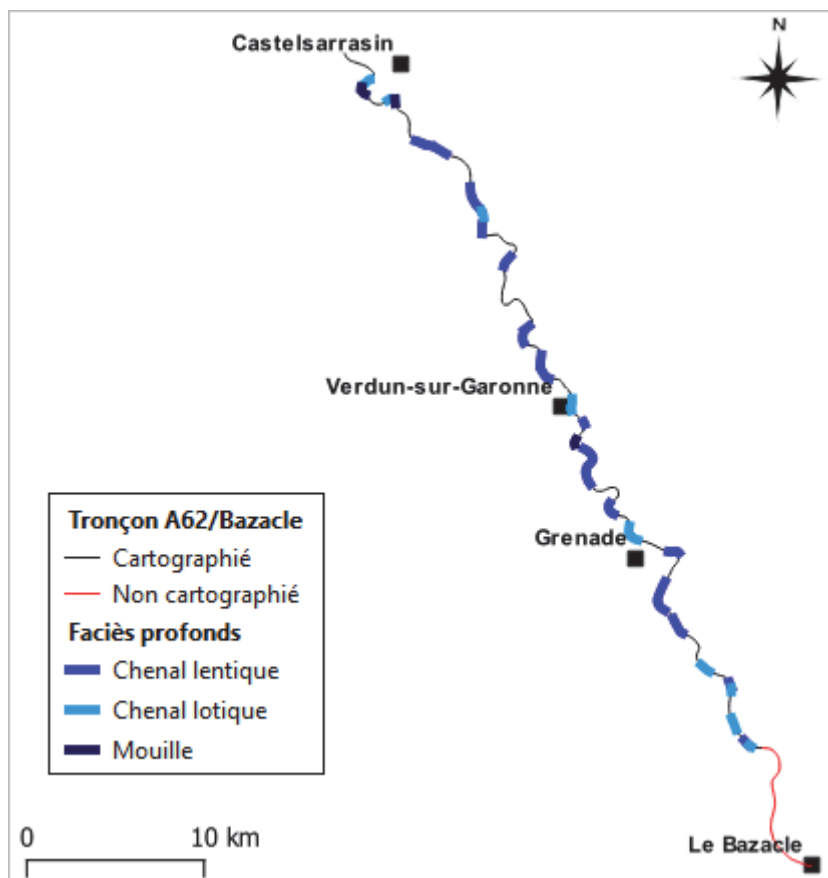 Castelsarrasin
N
Verdun-sur-Garonne
Grenade
Tronçon A62/Bazacle
Cartographié
Non cartographié
Faciès profonds
Chenal lentique
Chenal lotique
Mouille
0 10 km
Le Bazacle